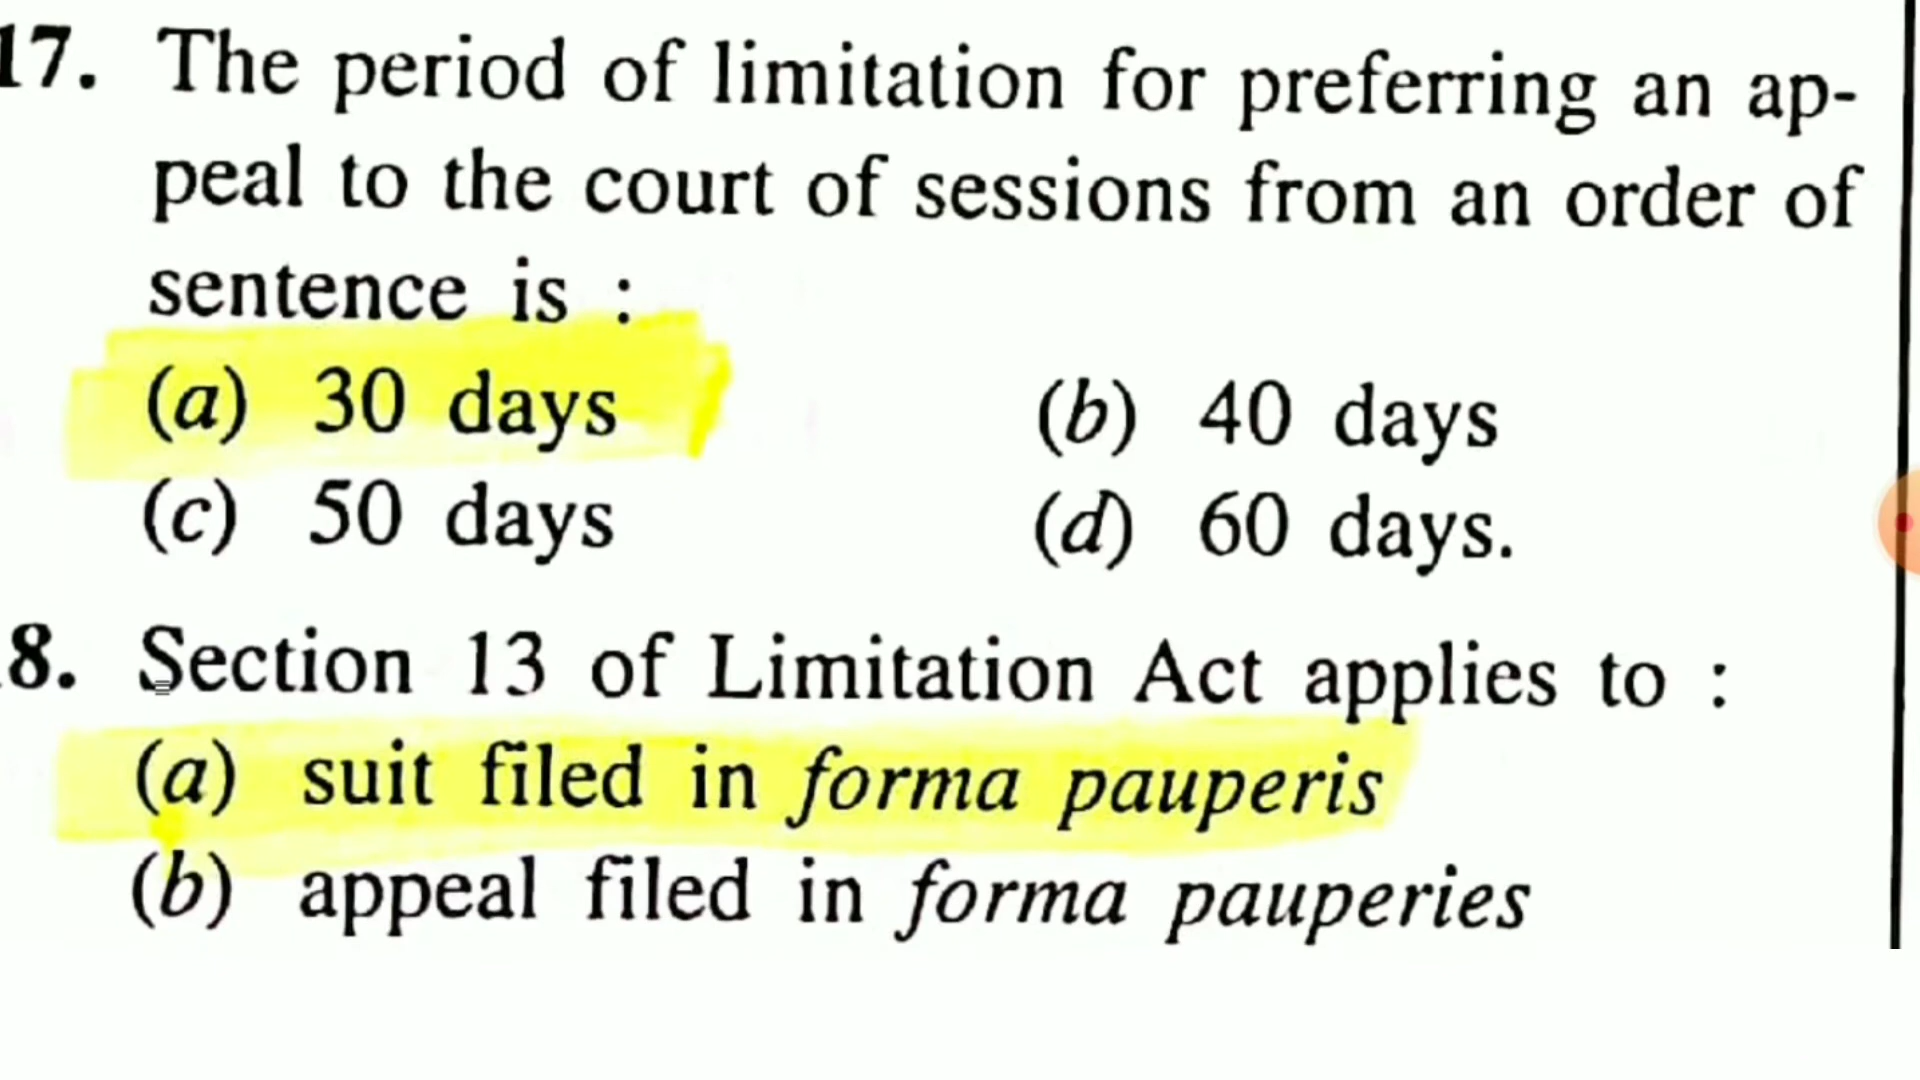 17. The period of limitation for preferring an ap-
peal to the court of sessions from an order of
sentence is :
(a) 30 days (b) 40 days
(c) 50 days (d) 60 days.
8. Section 13 of Limitation Act applies to :
(a) suit filed in forma pauperis
(b) appeal filed in forma pauperies